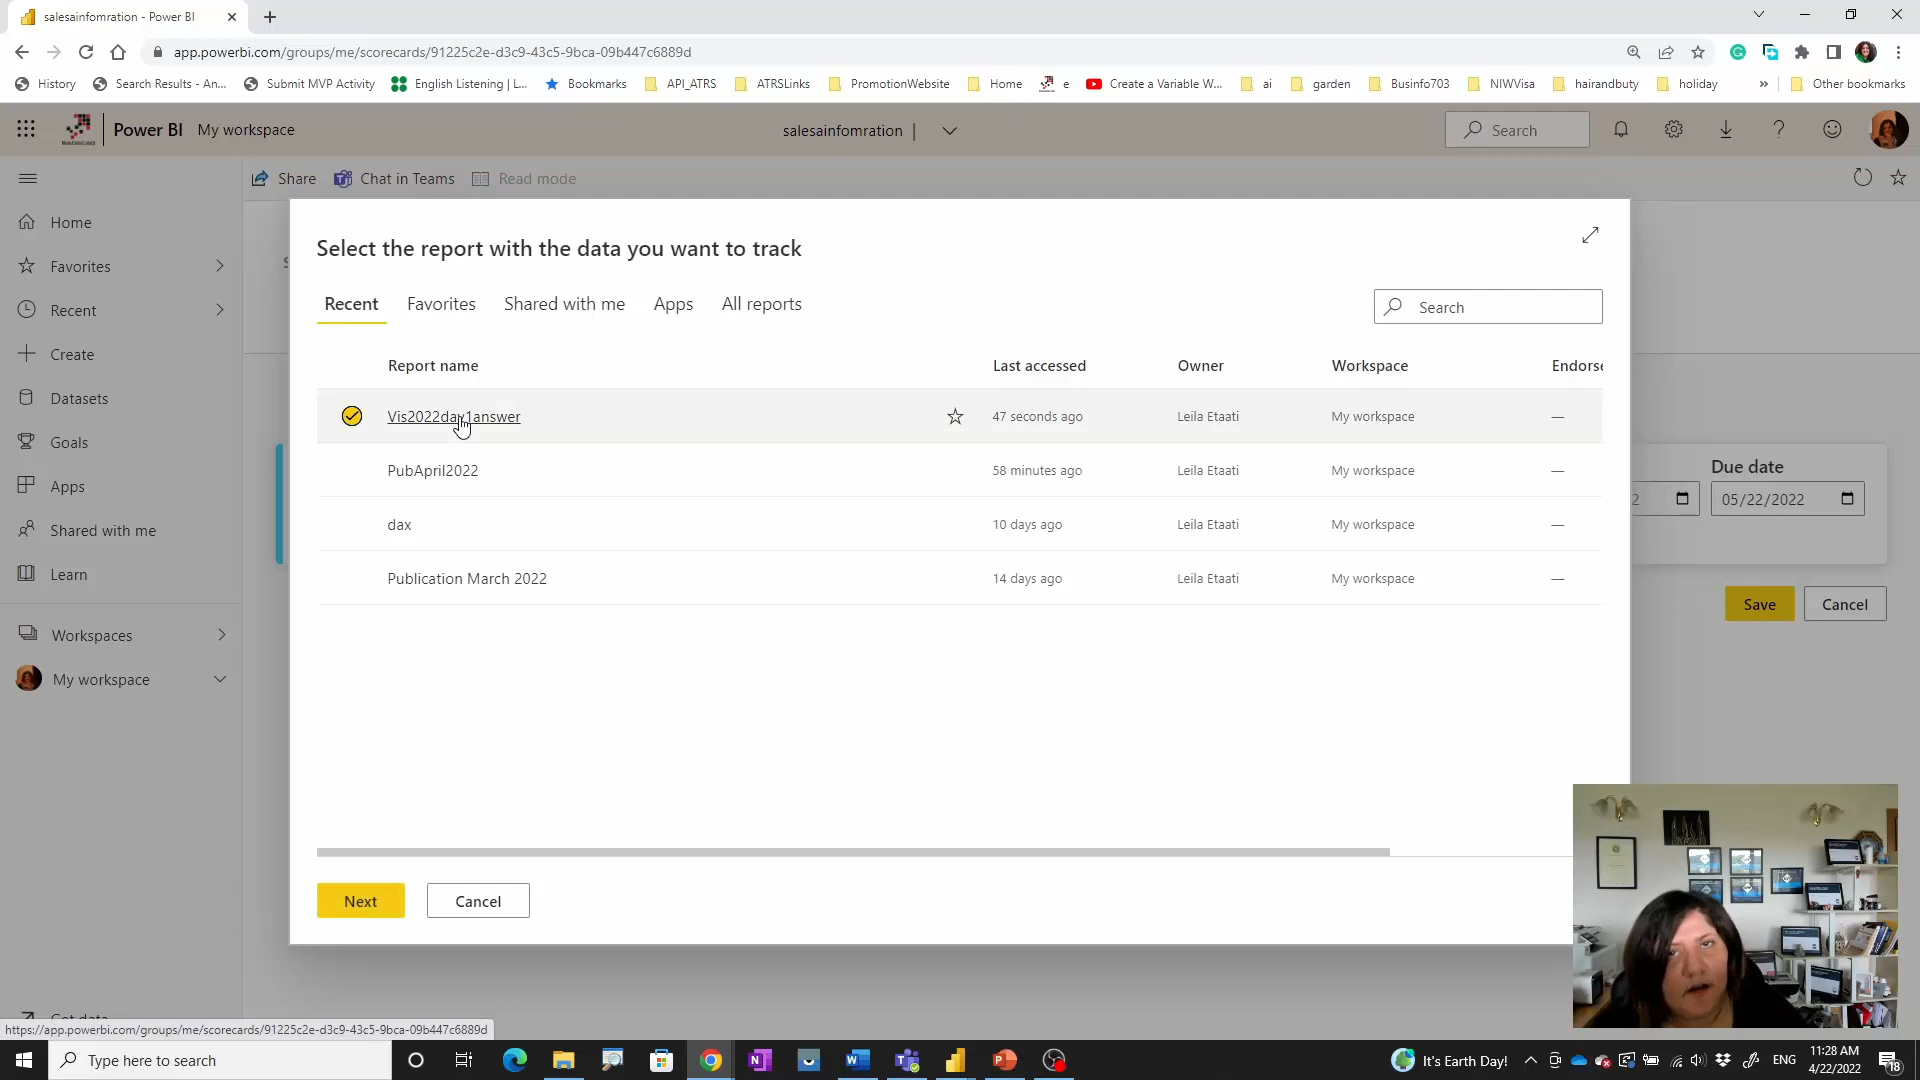 salesainfomration - Power BI
app.powerbi.com/groups/me/scorecards/91225c2e-d3c9-43c5-9bca-09b447c6889d
History
Search Results - An...
Submit MVP Activity
English Listening | L...
Bookmarks
API_ATRS
ATRSLinks
PromotionWebsite
Home
e
Create a Variable W...
ai
garden
Businfo703
NIWVisa
hairandbuty
holiday
»
Other bookmarks
Power BI My workspace
salesainfomration |
Search
Share
Chat in Teams
Read mode
Home
Favorites
Recent
Create
Datasets
Goals
Apps
Shared with me
Learn
Workspaces
My workspace
Select the report with the data you want to track
Recent Favorites Shared with me Apps All reports
Search
Report name Last accessed Owner Workspace Endorse
Vis2022day1answer 47 seconds ago Leila Etaati My workspace —
PubApril2022 58 minutes ago Leila Etaati My workspace —
dax 10 days ago Leila Etaati My workspace —
Publication March 2022 14 days ago Leila Etaati My workspace —
Due date
2
05/22/2022
Save Cancel
Next Cancel
Get data
https://app.powerbi.com/groups/me/scorecards/91225c2e-d3c9-43c5-9bca-09b447c6889d
Type here to search
It's Earth Day!
ENG
11:28 AM
4/22/2022
18